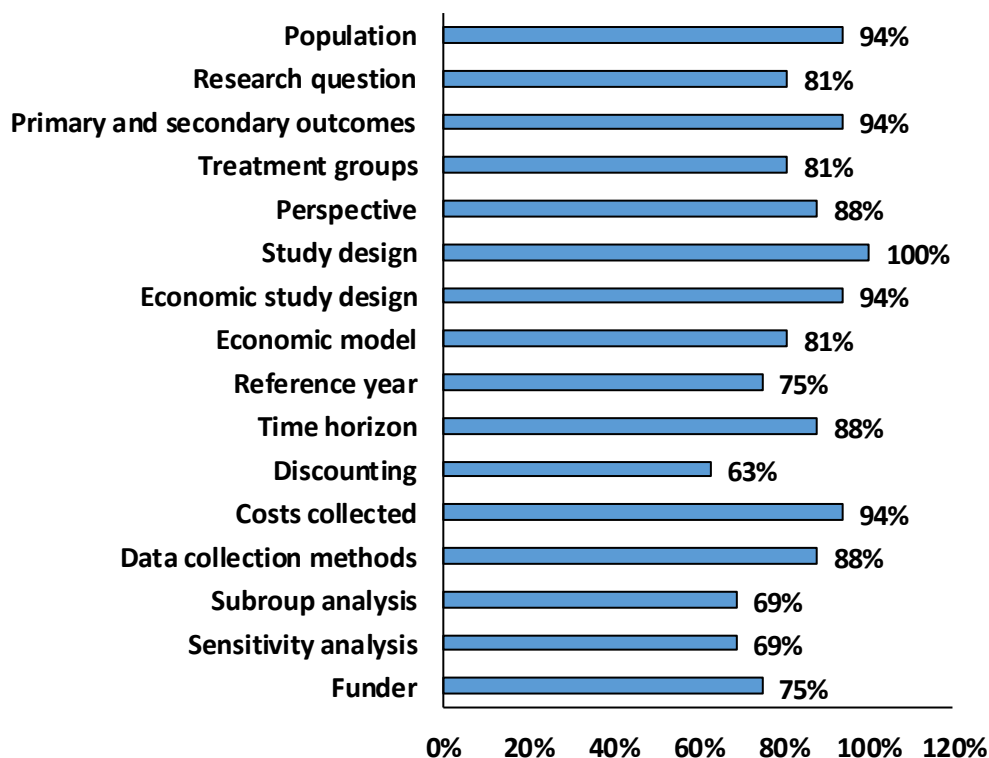 Population 94%
Research question 81%
Primary and secondary outcomes 94%
Treatment groups 81%
Perspective 88%
Study design 100%
Economic study design 94%
Economic model 81%
Reference year 75%
Time horizon 88%
Discounting 63%
Costs collected 94%
Data collection methods 88%
Subroup analysis 69%
Sensitivity analysis 69%
Funder 75%
0% 20% 40% 60% 80% 100% 120%